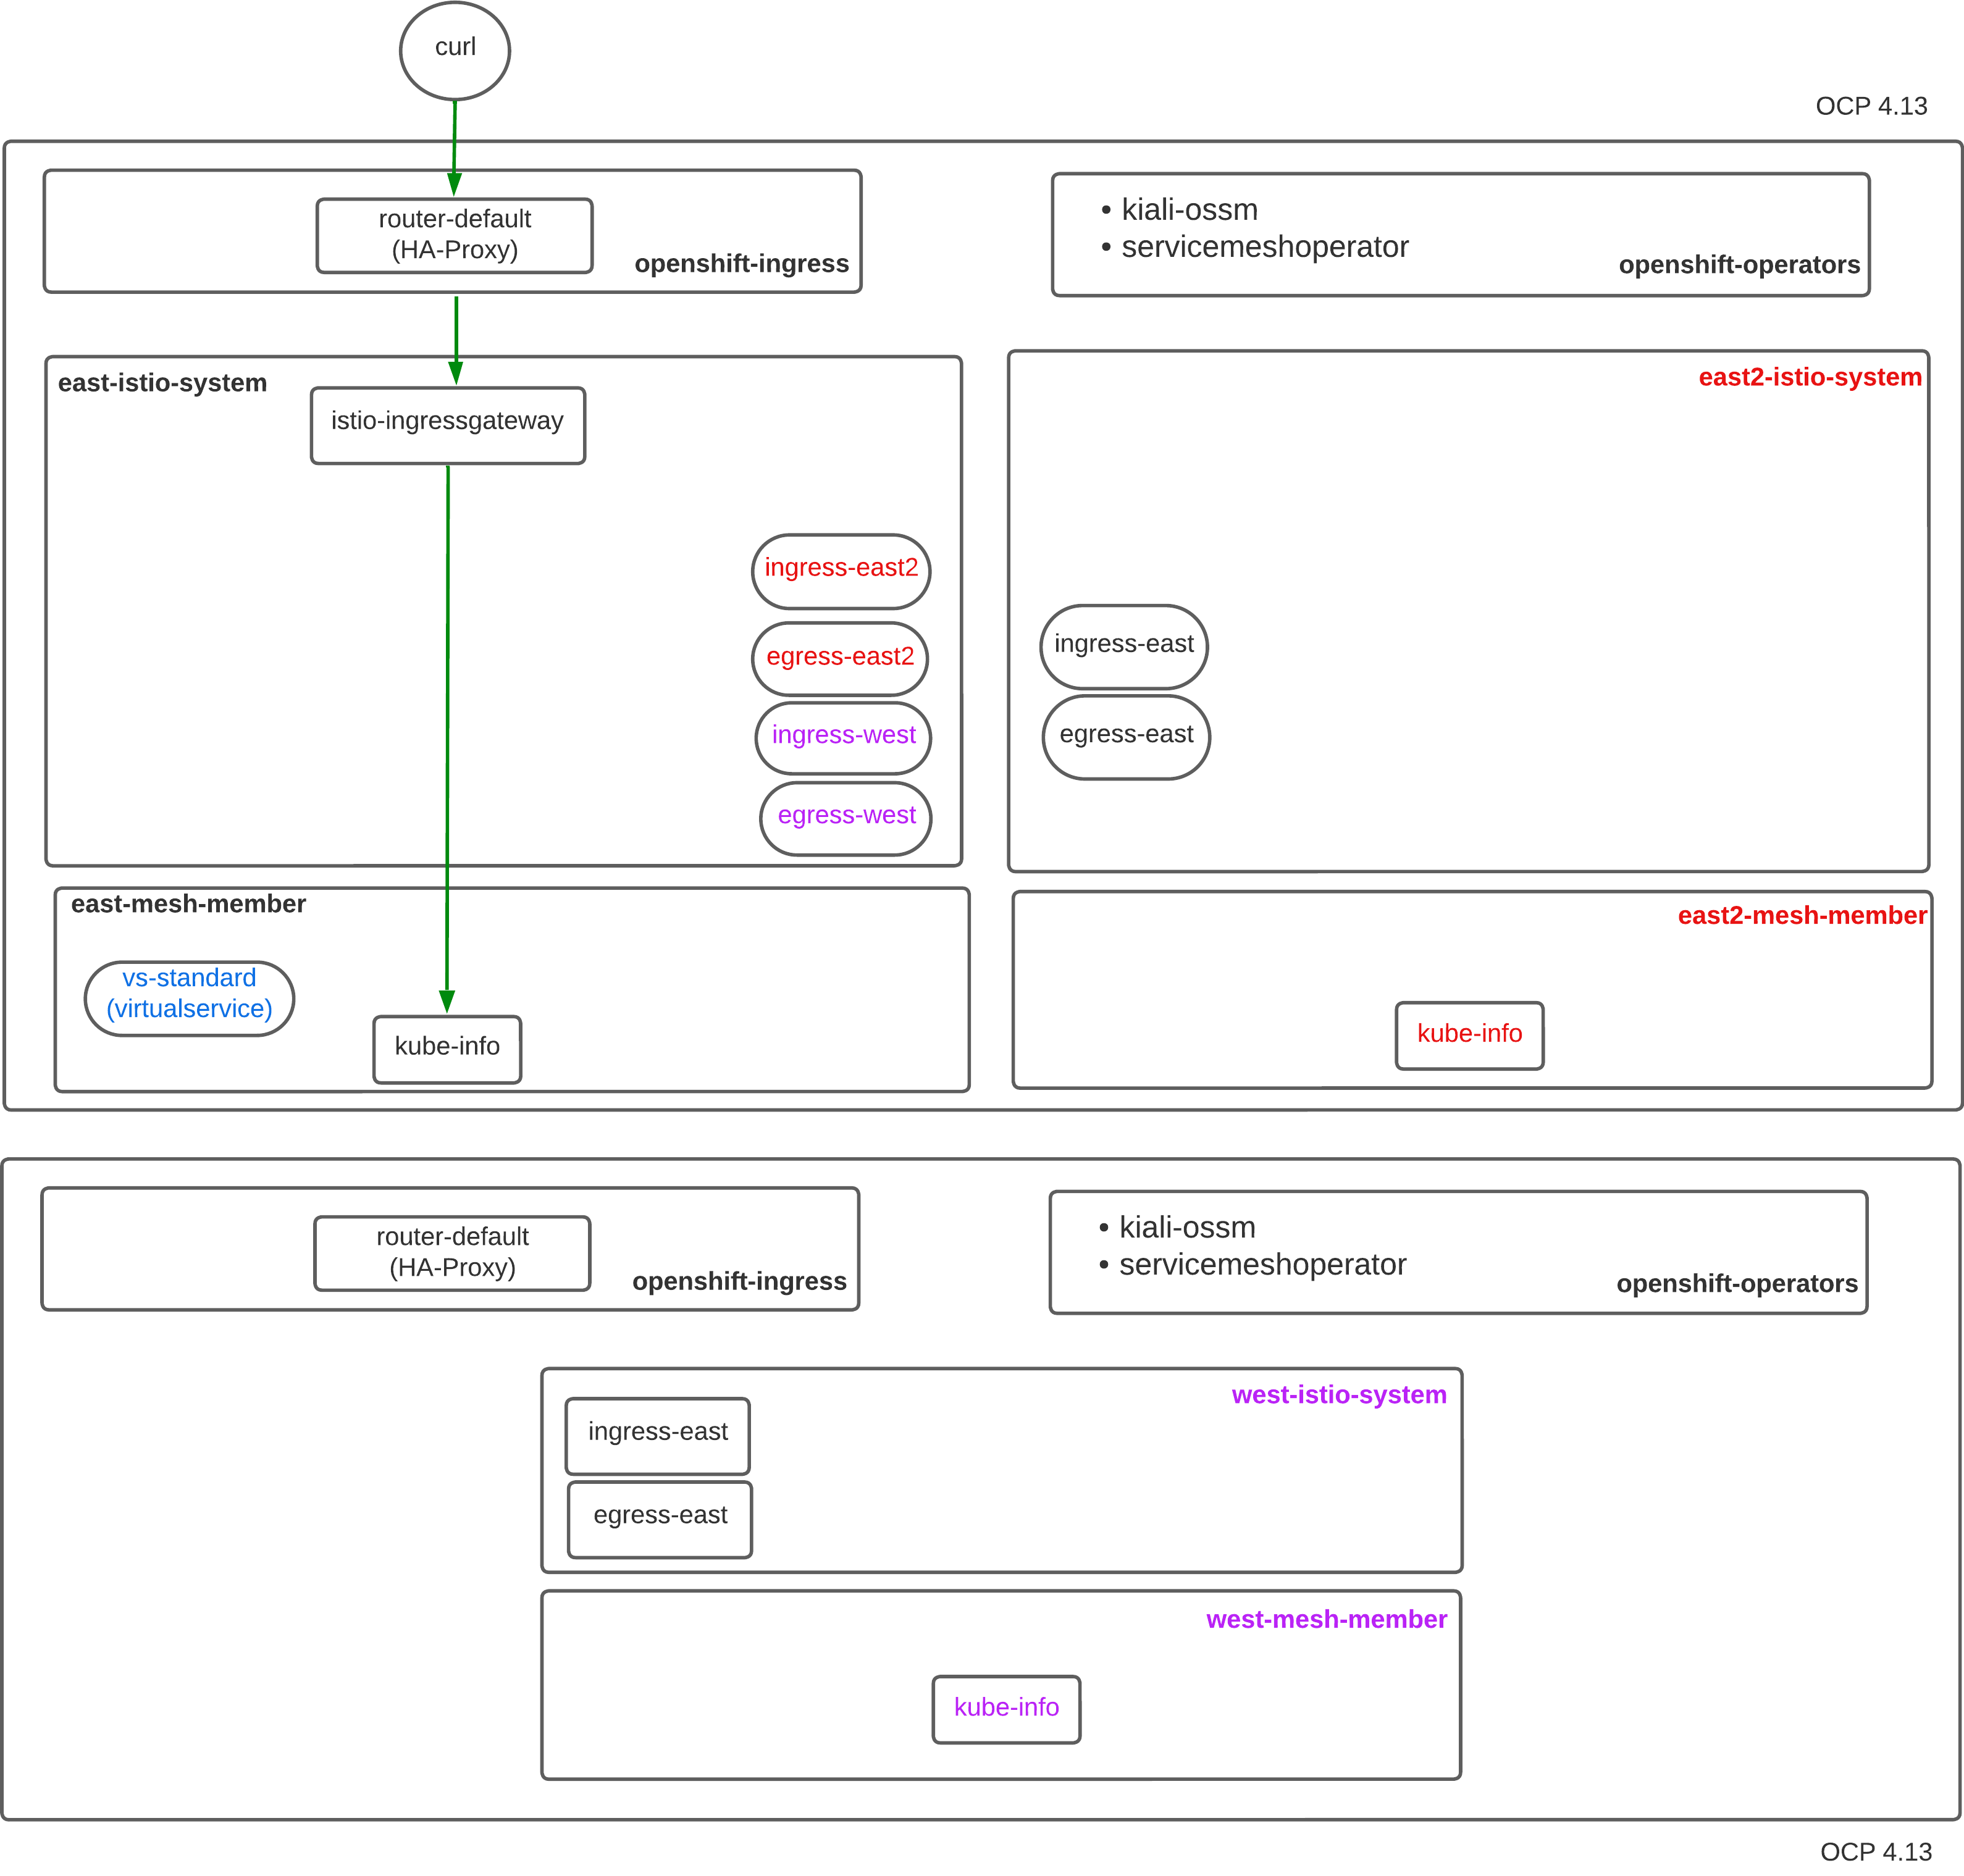 curl
OCP 4.13
router-default
(HA-Proxy)
openshift-ingress
• kiali-ossm
• servicemeshoperator
openshift-operators
east-istio-system
istio-ingressgateway
ingress-east2
egress-east2
ingress-west
egress-west
east2-istio-system
ingress-east
egress-east
east-mesh-member
vs-standard
(virtualservice)
kube-info
east2-mesh-member
kube-info
router-default
(HA-Proxy)
openshift-ingress
• kiali-ossm
• servicemeshoperator
openshift-operators
west-istio-system
ingress-east
egress-east
west-mesh-member
kube-info
OCP 4.13